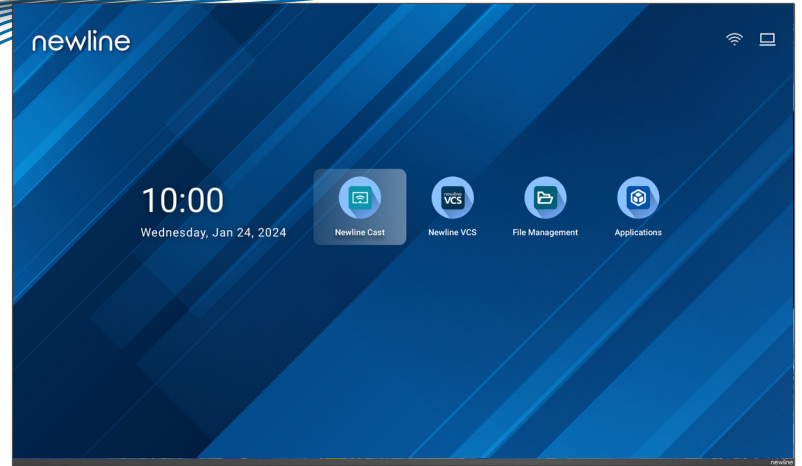 newline
10:00
Wednesday, Jan 24, 2024
Newline Cast
newline
VCS
Newline VCS
File Management
Applications
newline